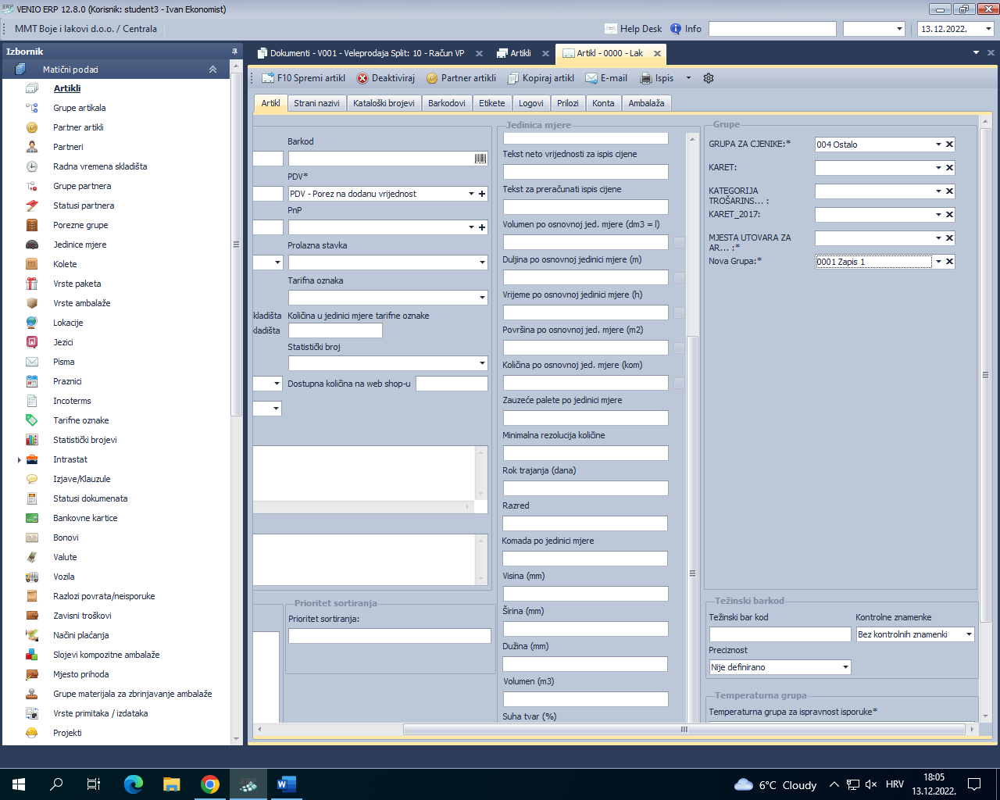 VENIO ERP 12.8.0 (Korisnik: student3 - Ivan Ekonomist)
MMT Boje i lakovi d.o.o. / Centrala
Help Desk
Info
13.12.2022.
Izbornik
Dokumenti - V001 - Veleprodaja Split: 10 - Račun VP
Artikli
Artikl - 0000 - Lak
Matični podaci
F10 Spremi artikl
Deaktiviraj
Partner artikli
Kopiraj artikl
E-mail
Ispis
Artikl
Strani nazivi
Kataloški brojevi
Barkodovi
Etikete
Logovi
Prilozi
Konta
Ambalaža
Artikli
Grupe artikala
Partner artikli
Partneri
Radna vremena skladišta
Grupe partnera
Statusi partnera
Porezne grupe
Jedinice mjere
Kolete
Vrste paketa
Vrste ambalaže
Lokacije
Jezici
Pisma
Praznici
Incoterms
Tarifne oznake
Statistički brojevi
Intrastat
Izjave/Klauzule
Statusi dokumenata
Bankovne kartice
Bonovi
Valute
Vozila
Razlozi povrata/neisporuke
Zavisni troškovi
Načini plaćanja
Slojevi kompozitne ambalaže
Mjesto prihoda
Grupe materijala za zbrinjavanje ambalaže
Vrste primitaka / izdataka
Projekti
Barkod
PDV*
PDV - Porez na dodanu vrijednost
PnP
Prolazna stavka
Tarifna oznaka
kladišta
Količina u jedinici mjere tarifne oznake
kladišta
Statistički broj
Dostupna količina na web shop-u
Prioritet sortiranja
Prioritet sortiranja:
Jedinica mjere
Tekst neto vrijednosti za ispis cijene
Tekst za preračunati ispis cijene
Volumen po osnovnoj jed. mjere (dm3 = l)
Duljina po osnovnoj jedinici mjere (m)
Vrijeme po osnovnoj jedinici mjere (h)
Površina po osnovnoj jed. mjere (m2)
Količina po osnovnoj jed. mjere (kom)
Zauzeće palete po jedinici mjere
Minimalna rezolucija količine
Rok trajanja (dana)
Razred
Komada po jedinici mjere
Visina (mm)
Širina (mm)
Dužina (mm)
Volumen (m3)
Suha tvar (%)
Grupe
GRUPA ZA CJENIKE:*
004 Ostalo
KARET:
KATEGORIJA
TROŠARINS... :
KARET_2017:
MJESTA UTOVARA ZA
AR... :*
Nova Grupa:*
0001 Zapis 1
Težinski barkod
Težinski bar kod
Kontrolne znamenke
Bez kontrolnih znamenki
Preciznost
Nije definirano
Temperaturna grupa
Temperaturna grupa za ispravnost isporuke*
6°C Cloudy
HRV
18:05
13.12.2022.